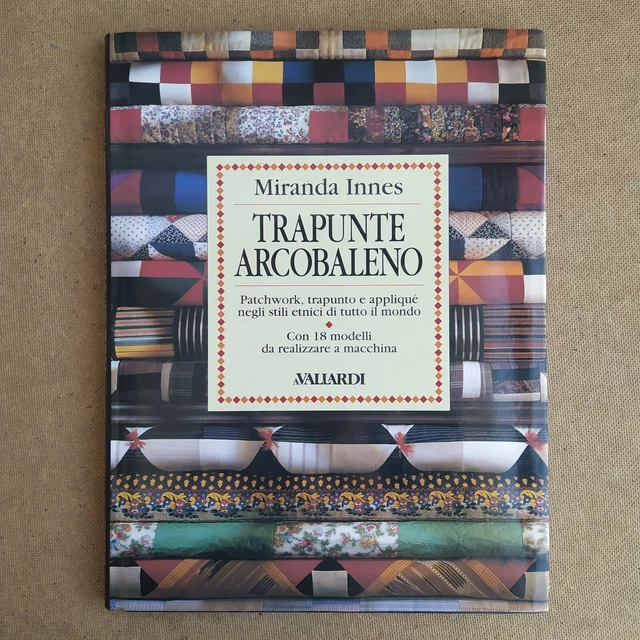 Miranda Innes
TRAPUNTE
ARCOBALENO
Patchwork, trapunto e appliqué
negli stili etnici di tutto il mondo
Con 18 modelli
da realizzare a macchina
A.VALLARDI